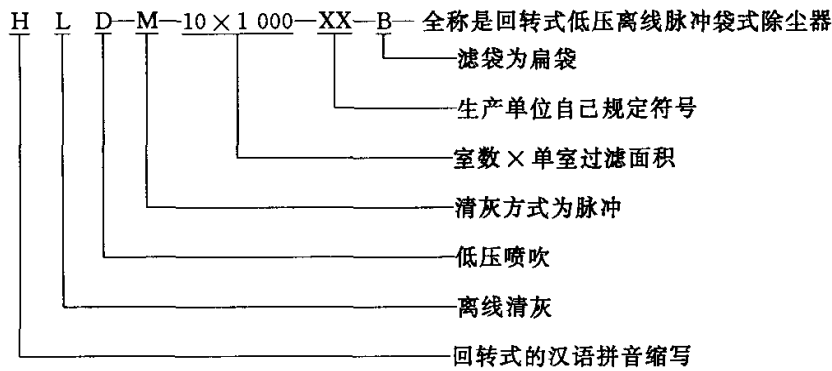 H L D—M—10×1 000—XX—B—全称是回转式低压离线脉冲袋式除尘器
滤袋为扁袋
生产单位自己规定符号
室数×单室过滤面积
清灰方式为脉冲
低压喷吹
离线清灰
回转式的汉语拼音缩写